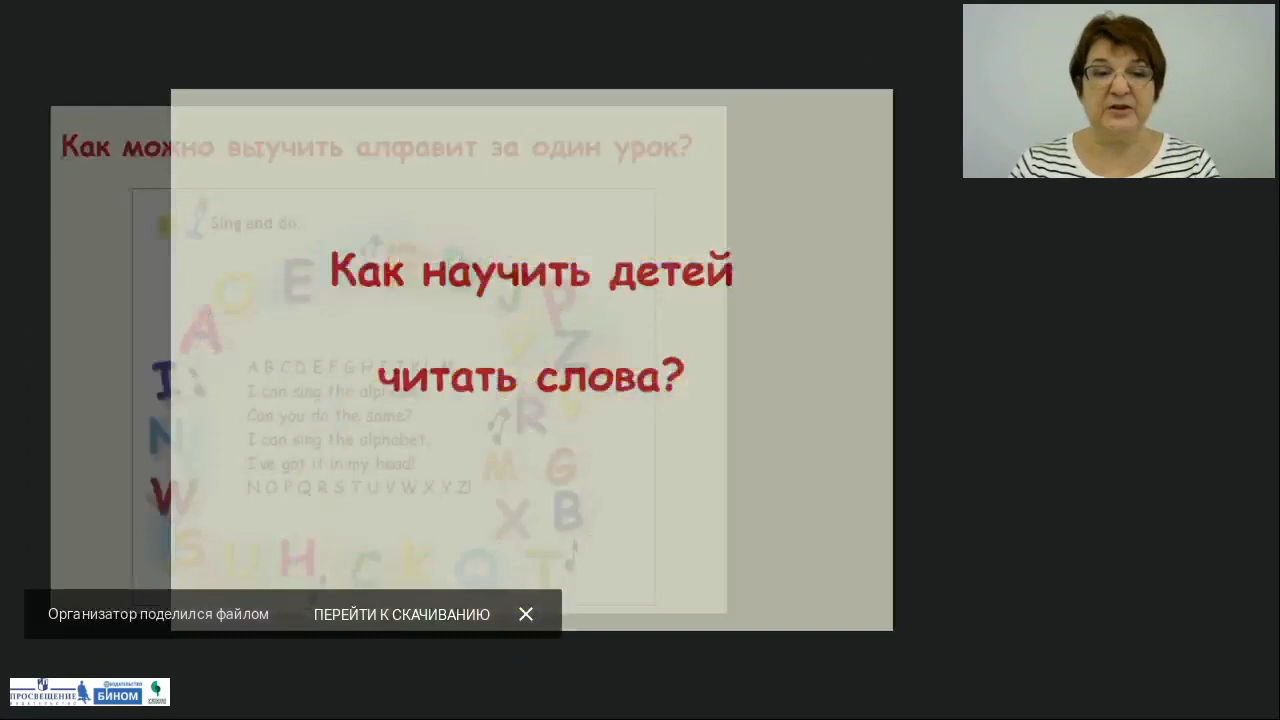 Как можно выучить алфавит за один урок?
Sing and do.
Как научить детей
читать слова?
O E J P
A Z
I
N R
W M G
X B
S U H C K Q T
A B C D E F G H I J K L M
I can sing the
Can you do the same?
I can sing the alphabet,
I've got it in my head!
N O P Q R S T U V W X Y Z!
Организатор поделился файлом ПЕРЕЙТИ К СКАЧИВАНИЮ
ПРОСВЕЩЕНИЕ
ИЗДАТЕЛЬСТВО
БИНОМ